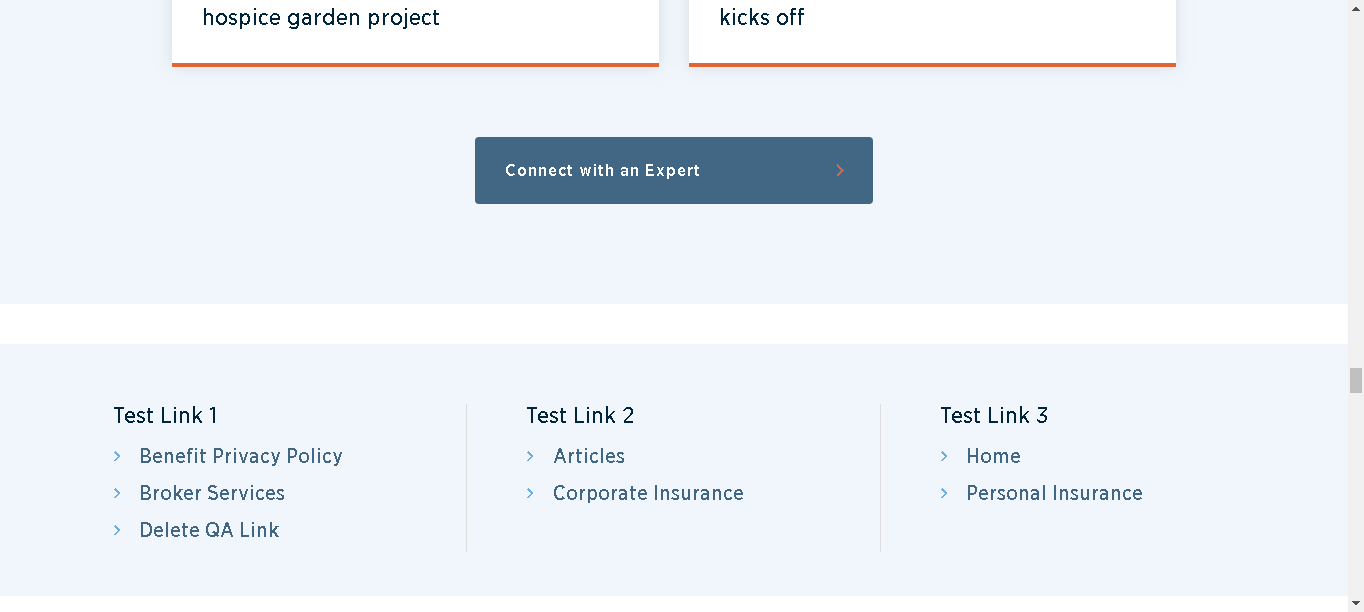 hospice garden project
kicks off
Connect with an Expert
Test Link 1
Benefit Privacy Policy
Broker Services
Delete QA Link
Test Link 2
Articles
Corporate Insurance
Test Link 3
Home
Personal Insurance